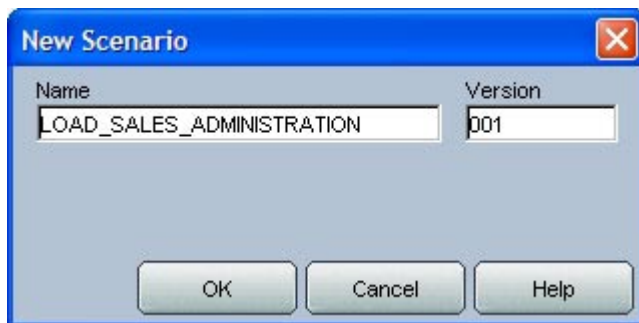 New Scenario
Name Version
LOAD_SALES_ADMINISTRATION 001
OK Cancel Help